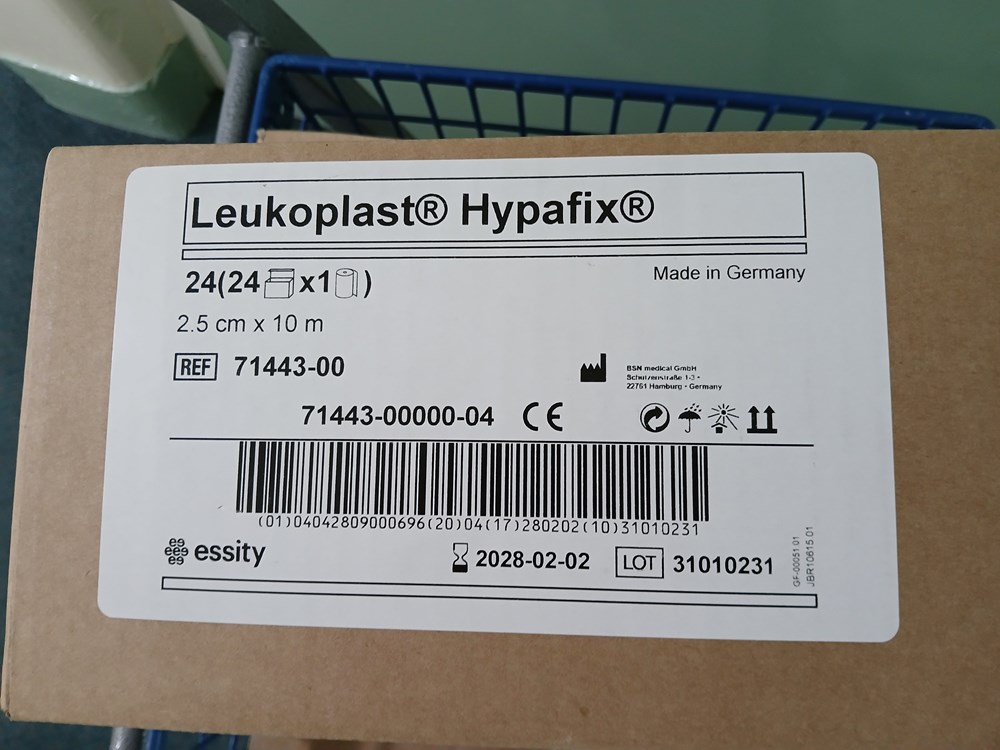 Leukoplast® Hypafix®
24(24 x1 )
Made in Germany
2.5 cm x 10 m
REF 71443-00
BSN medical GmbH
Schützenstraße 1-3 •
22761 Hamburg • Germany
71443-00000-04 CE
(01)04042809000696(20)04(17)280202(10)31010231
essity
2028-02-02 LOT 31010231
GF-00051 01
JBR10615 01